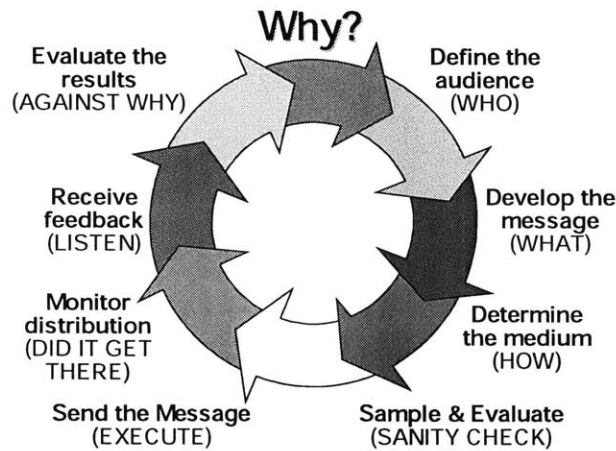 Why?
Define the
audience
(WHO)
Develop the
message
(WHAT)
Determine
the medium
(HOW)
Sample & Evaluate
(SANITY CHECK)
Send the Message
(EXECUTE)
Monitor
distribution
(DID IT GET
THERE)
Receive
feedback
(LISTEN)
Evaluate the
results
(AGAINST WHY)